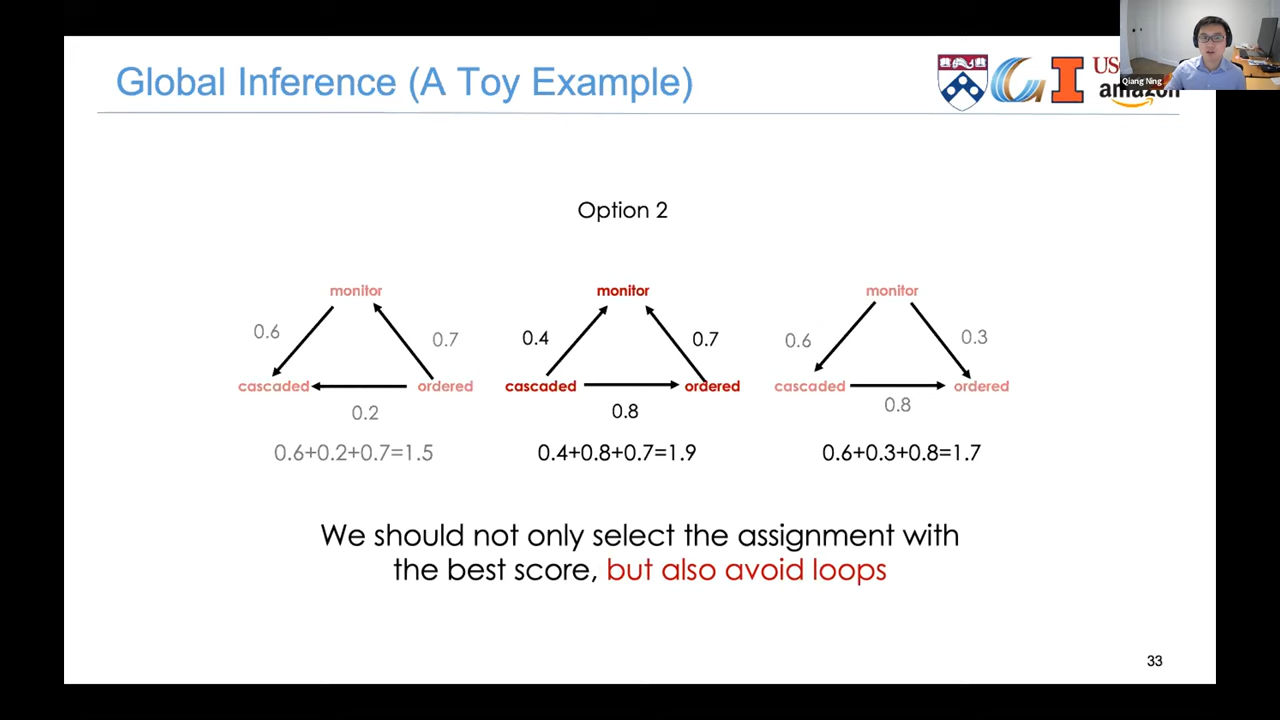 Global Inference (A Toy Example)
US
amazon
Qiang Ning
Option 2
monitor
monitor
monitor
0.6
0.7
0.4
0.7
0.6
0.3
cascaded
ordered
cascaded
ordered
cascaded
ordered
0.2
0.8
0.8
0.6+0.2+0.7=1.5
0.4+0.8+0.7=1.9
0.6+0.3+0.8=1.7
We should not only select the assignment with
the best score, but also avoid loops
33